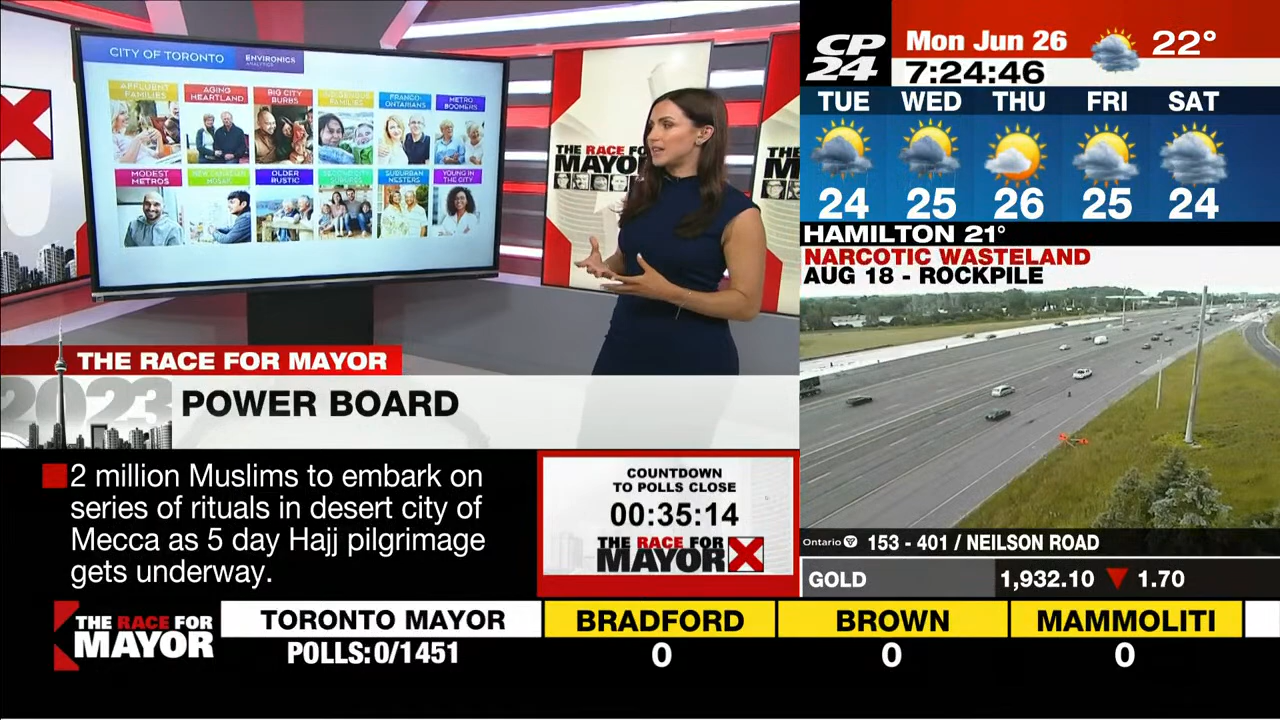 CITY OF TORONTO
ENVIRONICS
ANALYTICS
AFFLUENT
FAMILIES
AGING
HEARTLAND
BIG CITY
BURBS
FAMILIES
FRANCO-
ONTARIANS
METRO
BOOMERS
MODEST
METROS
OLDER
RUSTIC
SUBURBAN
NESTERS
YOUNG IN
THE CITY
THE RACE FOR
MAYOR
THE
MA
THE RACE FOR MAYOR
2023
POWER BOARD
2 million Muslims to embark on
series of rituals in desert city of
Mecca as 5 day Hajj pilgrimage
gets underway.
COUNTDOWN
TO POLLS CLOSE
00:35:14
THE RACE FOR
MAYOR
CP
24
Mon Jun 26
22°
7:24:46
TUE WED THU FRI SAT
24 25 26 25 24
HAMILTON 21°
NARCOTIC WASTELAND
AUG 18 - ROCKPILE
Ontario 153 - 401 / NEILSON ROAD
GOLD 1,932.10 1.70
THE RACE FOR
MAYOR
TORONTO MAYOR BRADFORD BROWN MAMMOLITI
POLLS:0/1451 0 0 0